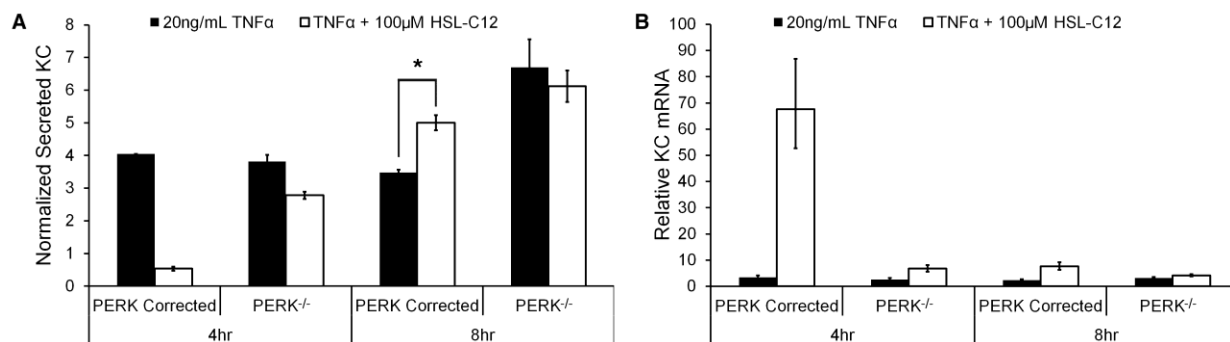 A
20ng/mL TNFα
TNFα + 100µM HSL-C12
Normalized Secreted KC
8
7
6
5
4
3
2
1
0
*
PERK Corrected
PERK-/-
PERK Corrected
PERK-/-
4hr
8hr
B
20ng/mL TNFα
TNFα + 100µM HSL-C12
Relative KC mRNA
100
90
80
70
60
50
40
30
20
10
0
PERK Corrected
PERK-/-
PERK Corrected
PERK-/-
4hr
8hr